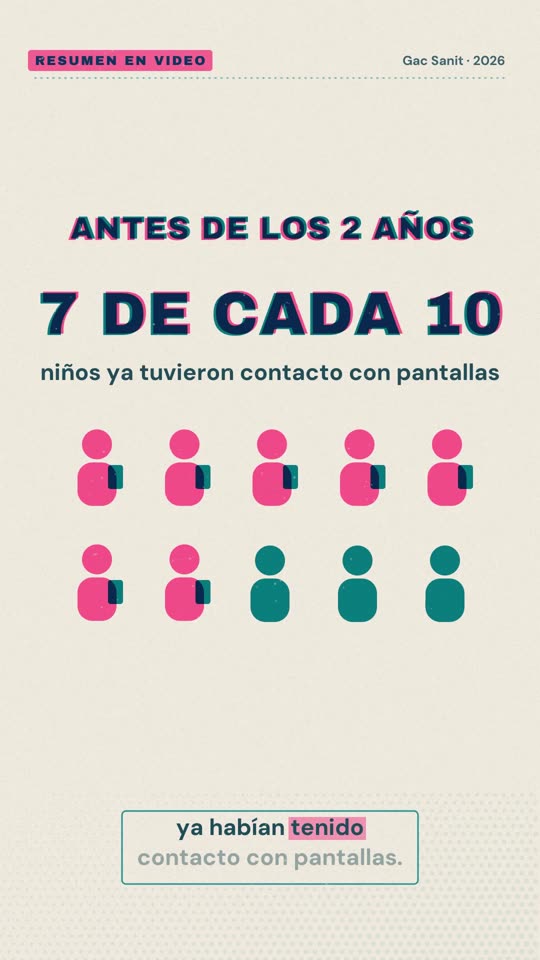 RESUMEN EN VIDEO
Gac Sanit · 2026
ANTES DE LOS 2 AÑOS
7 DE CADA 10
niños ya tuvieron contacto con pantallas
ya habían tenido
contacto con pantallas.